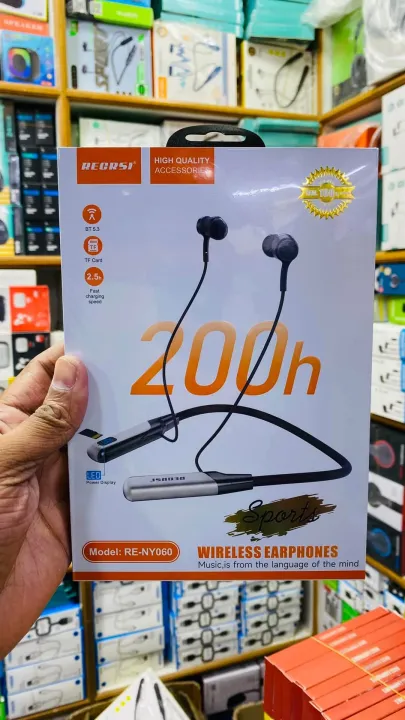 RECRSI
HIGH QUALITY
ACCESSORIES
BT 5.3
TF Card
2.5h
Fast
charging
speed
200h
LED
Power Display
Sports
Model: RE-NY060
WIRELESS EARPHONES
Music,is from the language of the mind